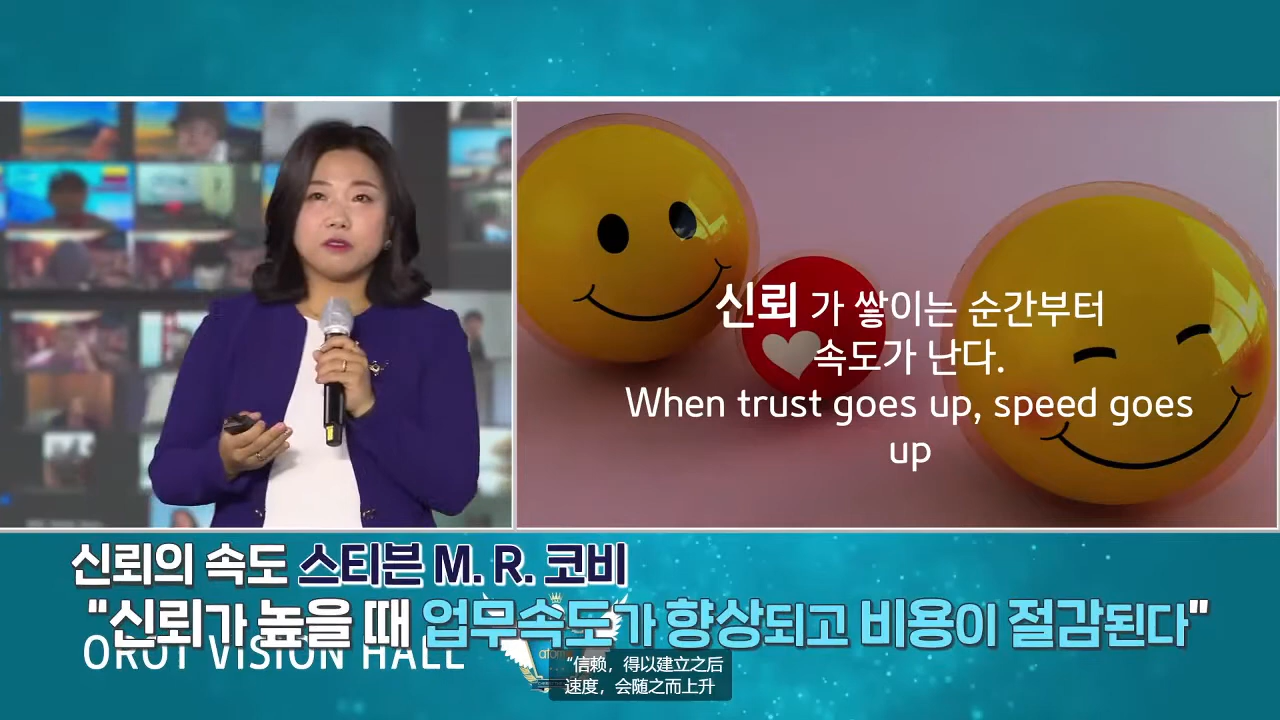 신뢰 가 쌓이는 순간부터
속도가 난다.
When trust goes up, speed goes
up
신뢰의 속도 스티븐 M. R. 코비
"신뢰가 높을 때 업무속도가 향상되고 비용이 절감된다"
OROT VISION HALL
“信赖，得以建立之后
速度，会随之而上升